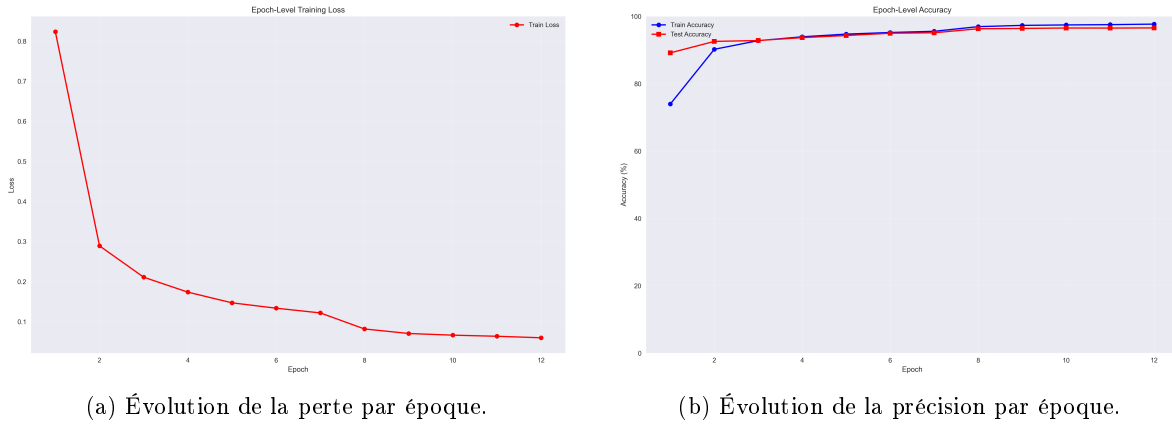 Epoch-Level Training Loss
Train Loss
0.8
0.7
0.6
0.5
0.4
0.3
0.2
0.1
Loss
2 4 6 8 10 12
Epoch
(a) Évolution de la perte par époque.
Epoch-Level Accuracy
Train Accuracy
Test Accuracy
100
80
60
40
20
0
Accuracy (%)
2 4 6 8 10 12
Epoch
(b) Évolution de la précision par époque.